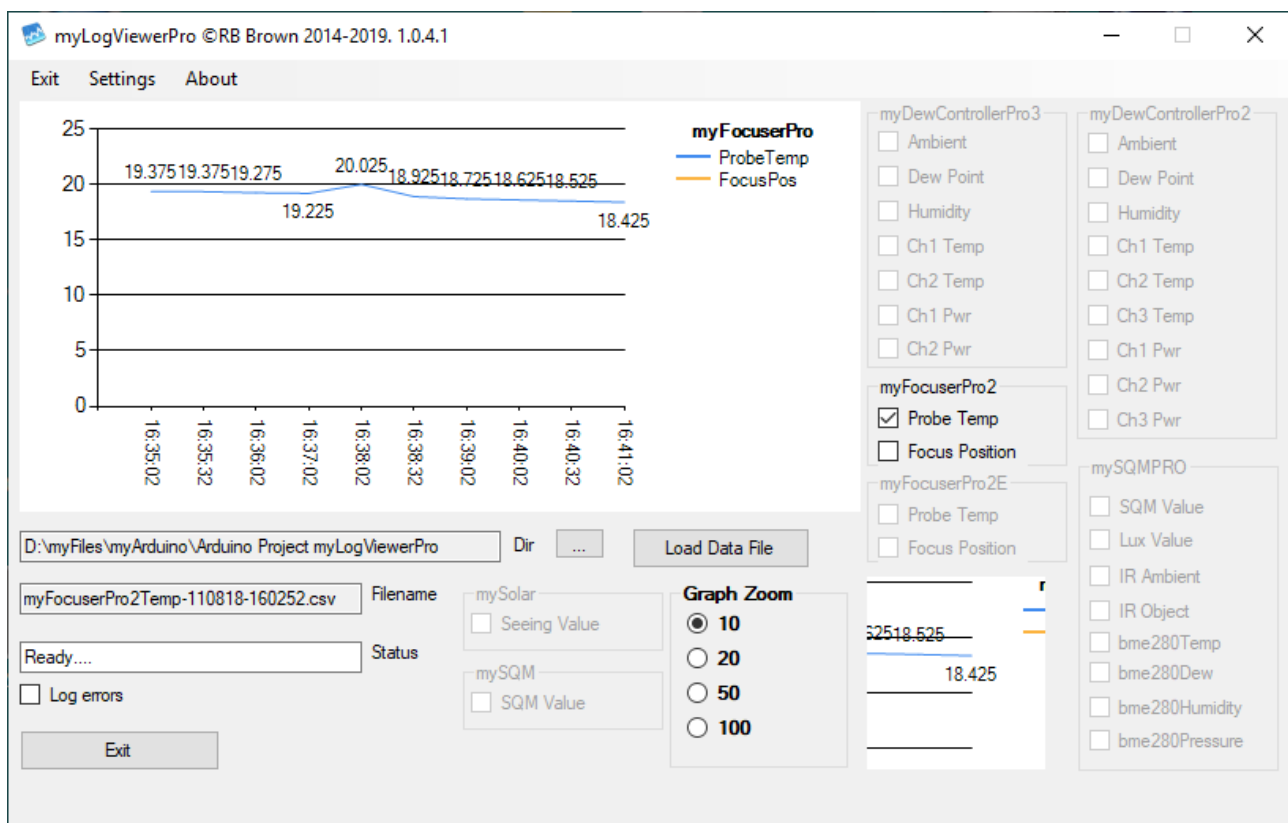 myLogViewerPro ©RB Brown 2014-2019. 1.0.4.1
Exit Settings About
25
20
15
10
5
0
19.375 19.375 19.275
19.225
20.025
18.925 18.725 18.625 18.525
18.425
16:35:02
16:35:32
16:36:02
16:37:02
16:38:02
16:38:32
16:39:02
16:40:02
16:40:32
16:41:02
myFocuserPro
ProbeTemp
FocusPos
myDewControllerPro3
Ambient
Dew Point
Humidity
Ch1 Temp
Ch2 Temp
Ch1 Pwr
Ch2 Pwr
myDewControllerPro2
Ambient
Dew Point
Humidity
Ch1 Temp
Ch2 Temp
Ch3 Temp
Ch1 Pwr
Ch2 Pwr
Ch3 Pwr
myFocuserPro2
Probe Temp
Focus Position
myFocuserPro2E
Probe Temp
Focus Position
mySQMPRO
SQM Value
Lux Value
IR Ambient
IR Object
bme280Temp
bme280Dew
bme280Humidity
bme280Pressure
D:\myFiles\myArduino\Arduino Project myLogViewerPro Dir ... Load Data File
myFocuserPro2Temp-110818-160252.csv Filename
Ready.... Status
Log errors
Exit
mySolar
Seeing Value
mySQM
SQM Value
Graph Zoom
10
20
50
100
18.525
18.425